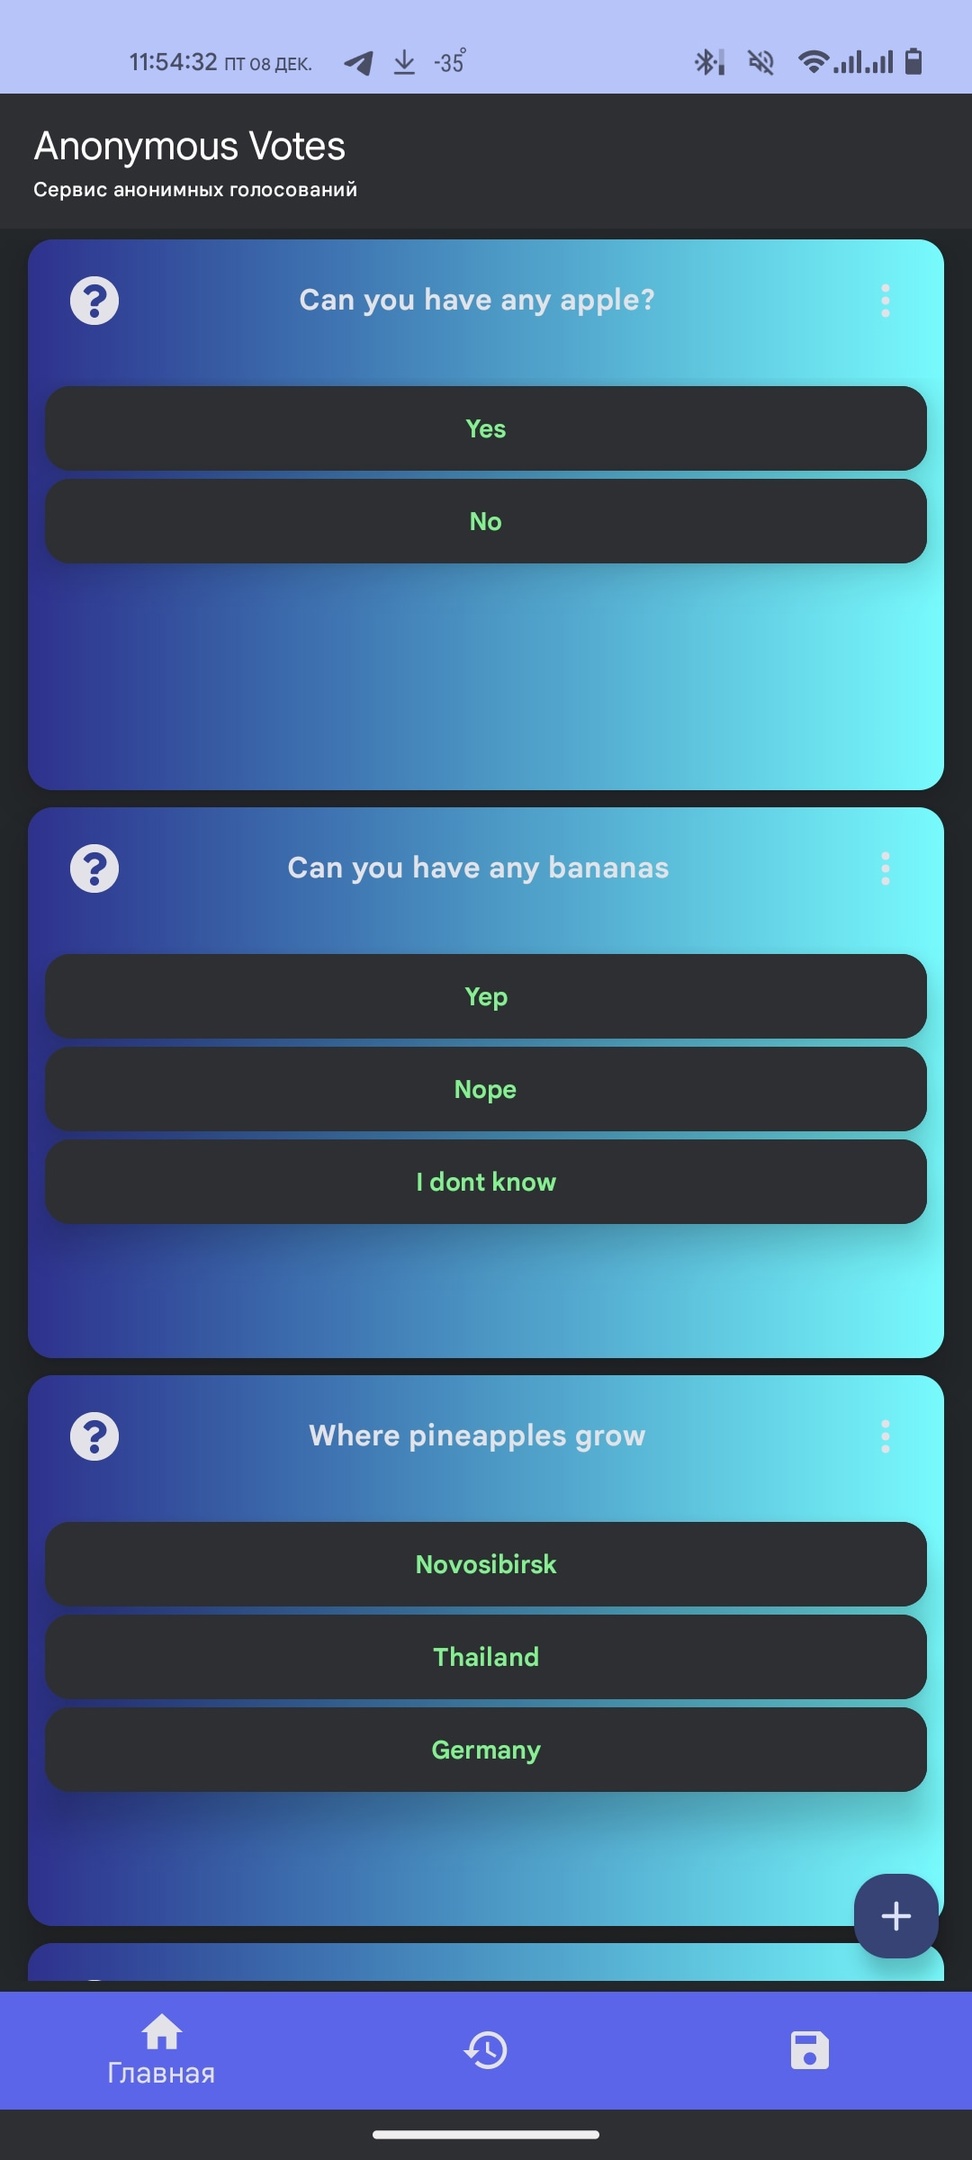 11:54:32 ПТ 08 ДЕК. -35°
Anonymous Votes
Сервис анонимных голосований
Can you have any apple?
Yes
No
Can you have any bananas
Yep
Nope
I dont know
Where pineapples grow
Novosibirsk
Thailand
Germany
Главная